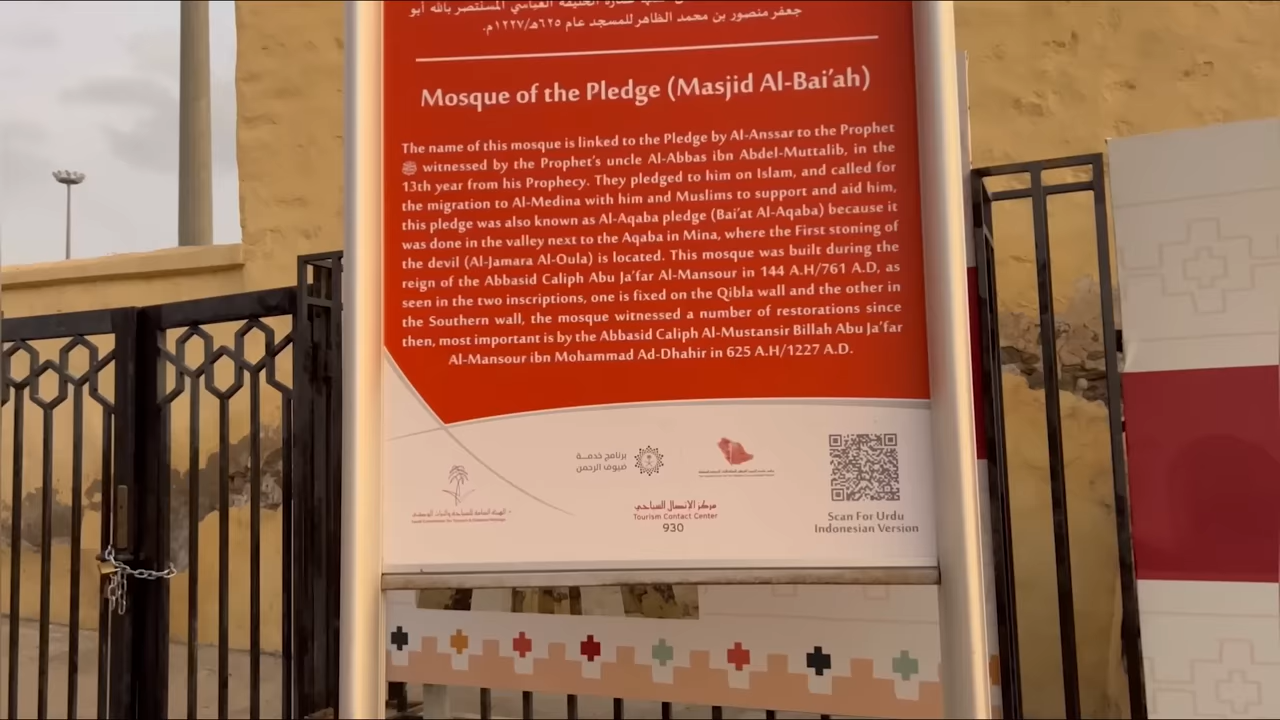 جعفر منصور بن محمد الظاهر للمسجد عام ٦٢٥هـ/١٢٢٧م.
Mosque of the Pledge (Masjid Al-Bai'ah)
The name of this mosque is linked to the Pledge by Al-Anssar to the Prophet
ﷺ witnessed by the Prophet's uncle Al-Abbas ibn Abdel-Muttalib, in the
13th year from his Prophecy. They pledged to him on Islam, and called for
the migration to Al-Medina with him and Muslims to support and aid him,
this pledge was also known as Al-Aqaba pledge (Bai'at Al-Aqaba) because it
was done in the valley next to the Aqaba in Mina, where the First stoning of
the devil (Al-Jamara Al-Oula) is located. This mosque was built during the
reign of the Abbasid Caliph Abu Ja'far Al-Mansour in 144 A.H/761 A.D, as
seen in the two inscriptions, one is fixed on the Qibla wall and the other in
the Southern wall, the mosque witnessed a number of restorations since
then, most important is by the Abbasid Caliph Al-Mustansir Billah Abu Ja'far
Al-Mansour ibn Mohammad Ad-Dhahir in 625 A.H/1227 A.D.
برنامج خدمـــة
ضيوف الرحمن
مركز الاتصال السياحي
Tourism Contact Center
930
Scan For Urdu
Indonesian Version